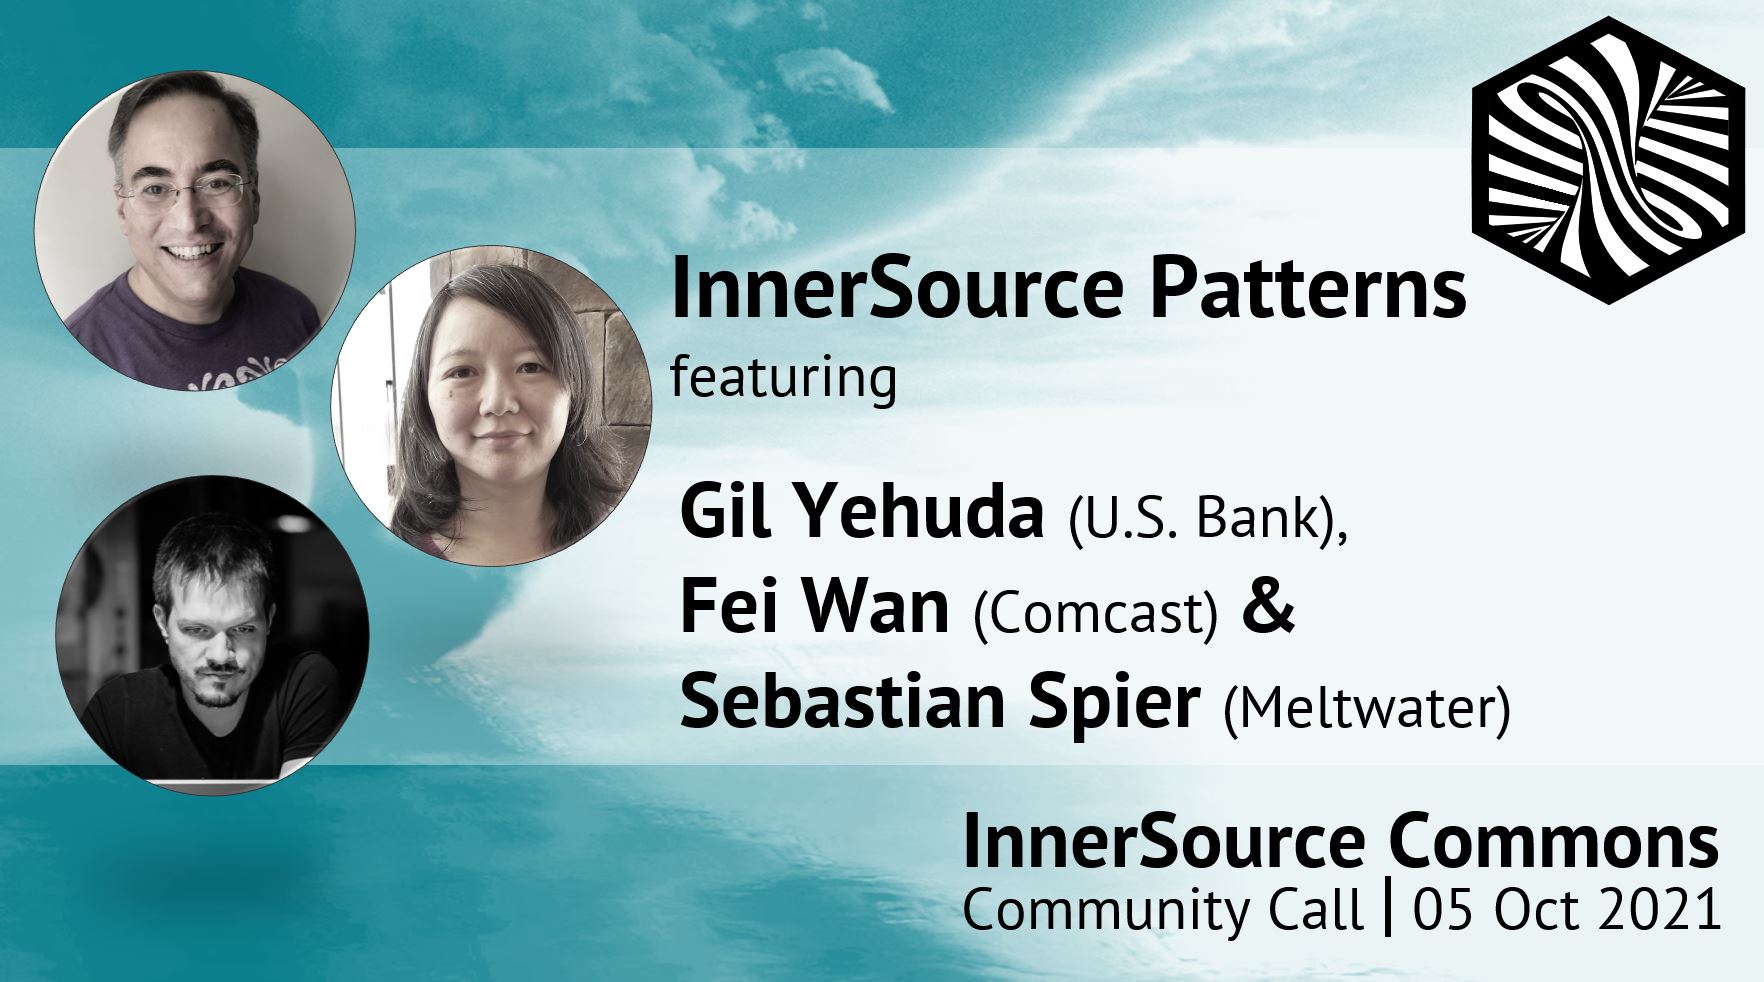 InnerSource Patterns
featuring
Gil Yehuda (U.S. Bank),
Fei Wan (Comcast) &
Sebastian Spier (Meltwater)
InnerSource Commons
Community Call | 05 Oct 2021